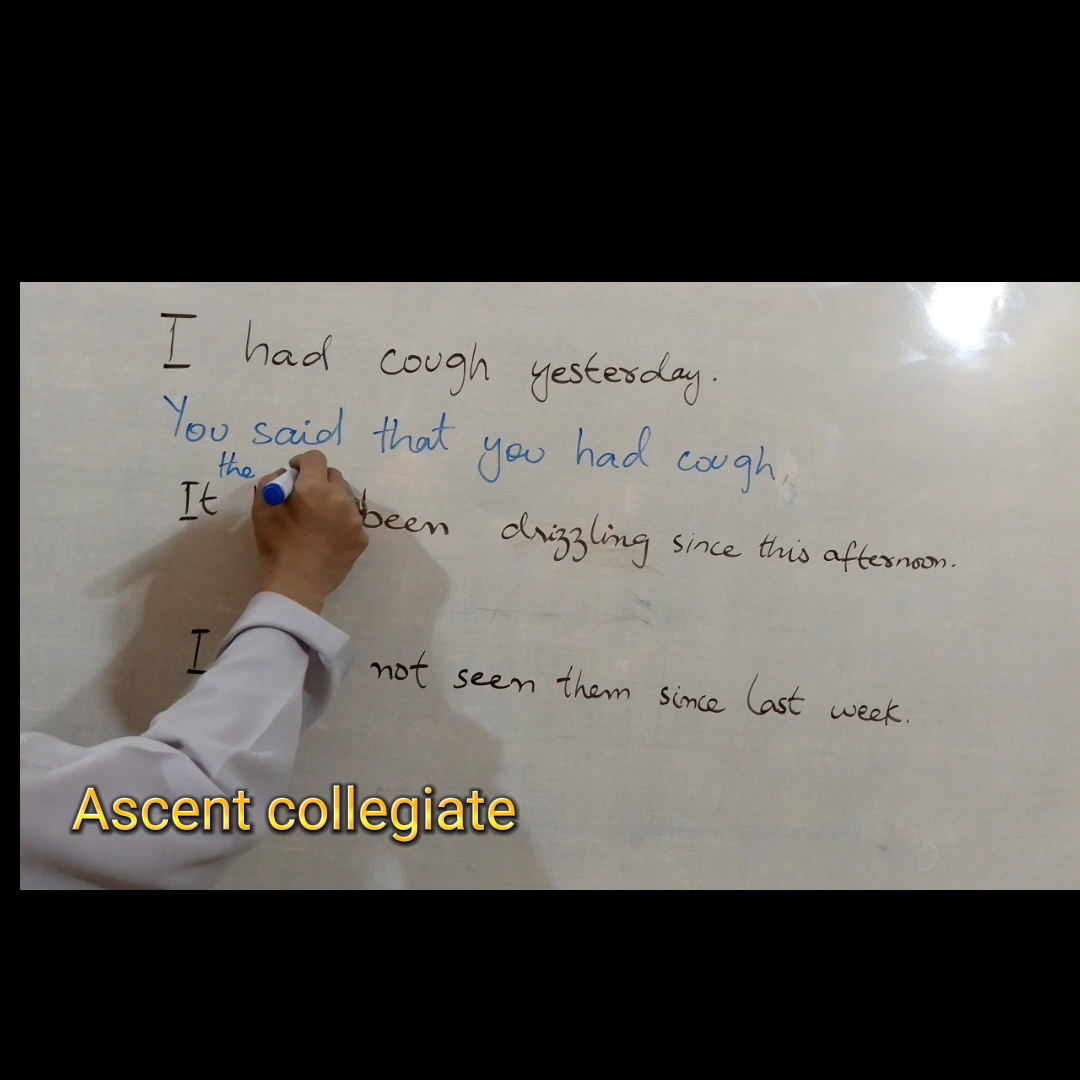 I had cough yesterday.
You said that you had cough,
the
It been drizzling since this afternoon.
I not seen them since last week.
Ascent collegiate